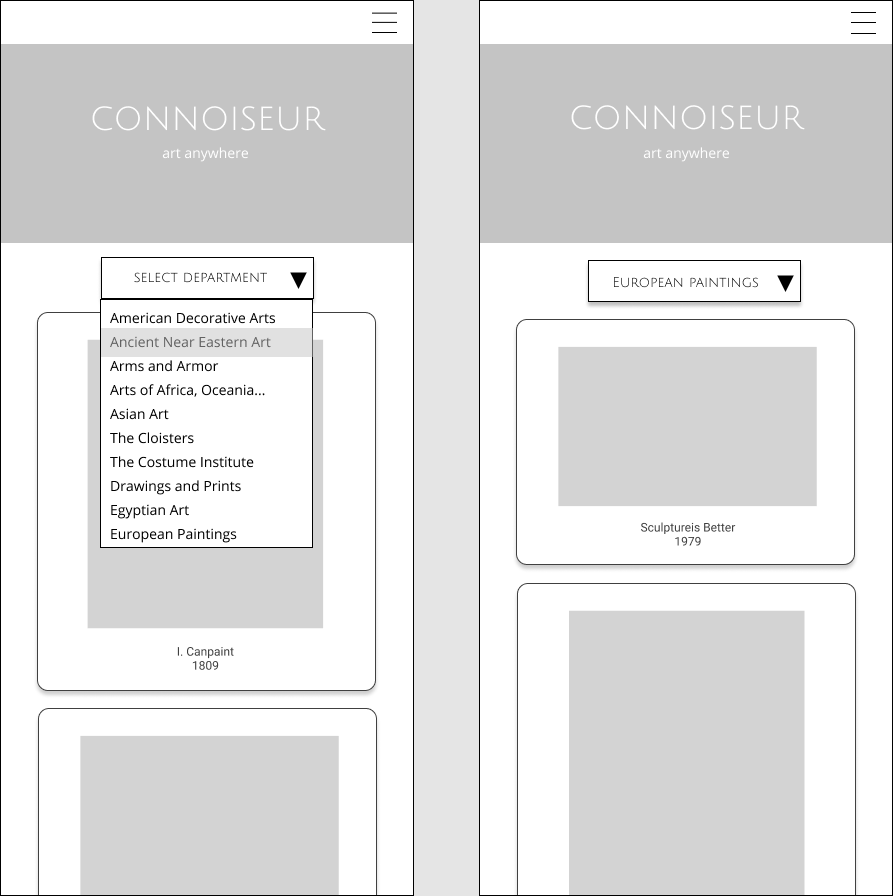 CONNOISEUR
art anywhere
SELECT DEPARTMENT
American Decorative Arts
Ancient Near Eastern Art
Arms and Armor
Arts of Africa, Oceania...
Asian Art
The Cloisters
The Costume Institute
Drawings and Prints
Egyptian Art
European Paintings
I. Canpaint
1809
CONNOISEUR
art anywhere
European paintings
Sculptureis Better
1979